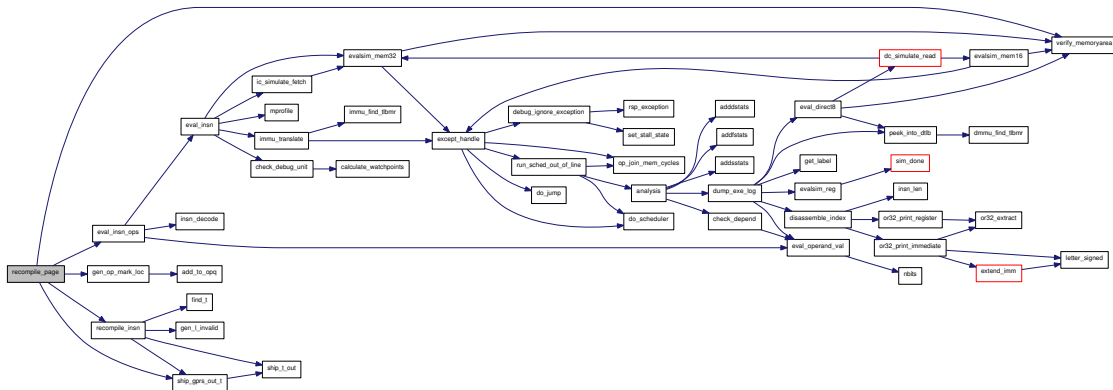 recompile_page
eval_insn_ops
gen_op_mark_loc
recompile_insn
ship_gprs_out_t
eval_insn
insn_decode
add_to_opq
find_t
gen_l_invalid
ship_t_out
ic_simulate_fetch
mprofile
immu_translate
check_debug_unit
evalsim_mem32
immu_find_tlbmr
calculate_watchpoints
except_handle
debug_ignore_exception
run_sched_out_of_line
do_jump
rsp_exception
set_stall_state
op_join_mem_cycles
analysis
do_scheduler
adddstats
addfstats
addsstats
dump_exe_log
check_depend
eval_direct8
get_label
evalsim_reg
disassemble_index
eval_operand_val
dc_simulate_read
peek_into_dtlb
sim_done
insn_len
or32_print_register
or32_print_immediate
nbits
evalsim_mem16
dmmu_find_tlbmr
or32_extract
extend_imm
verify_memoryarea
letter_signed